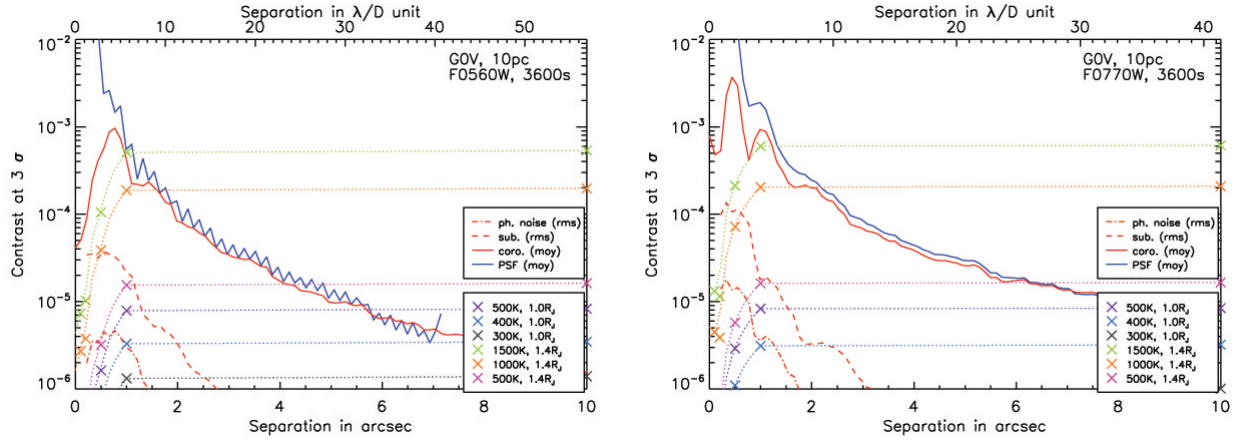 Separation in λ/D unit
0 10 20 30 40 50
10⁻²
10⁻³
10⁻⁴
10⁻⁵
10⁻⁶
Contrast at 3 σ
G0V, 10pc
F0560W, 3600s
ph. noise (rms)
sub. (rms)
coro. (moy)
PSF (moy)
500K, 1.0R_J
400K, 1.0R_J
300K, 1.0R_J
1500K, 1.4R_J
1000K, 1.4R_J
500K, 1.4R_J
0 2 4 6 8 10
Separation in arcsec
Separation in λ/D unit
0 10 20 30 40
10⁻²
10⁻³
10⁻⁴
10⁻⁵
10⁻⁶
Contrast at 3 σ
G0V, 10pc
F0770W, 3600s
ph. noise (rms)
sub. (rms)
coro. (moy)
PSF (moy)
500K, 1.0R_J
400K, 1.0R_J
300K, 1.0R_J
1500K, 1.4R_J
1000K, 1.4R_J
500K, 1.4R_J
0 2 4 6 8 10
Separation in arcsec